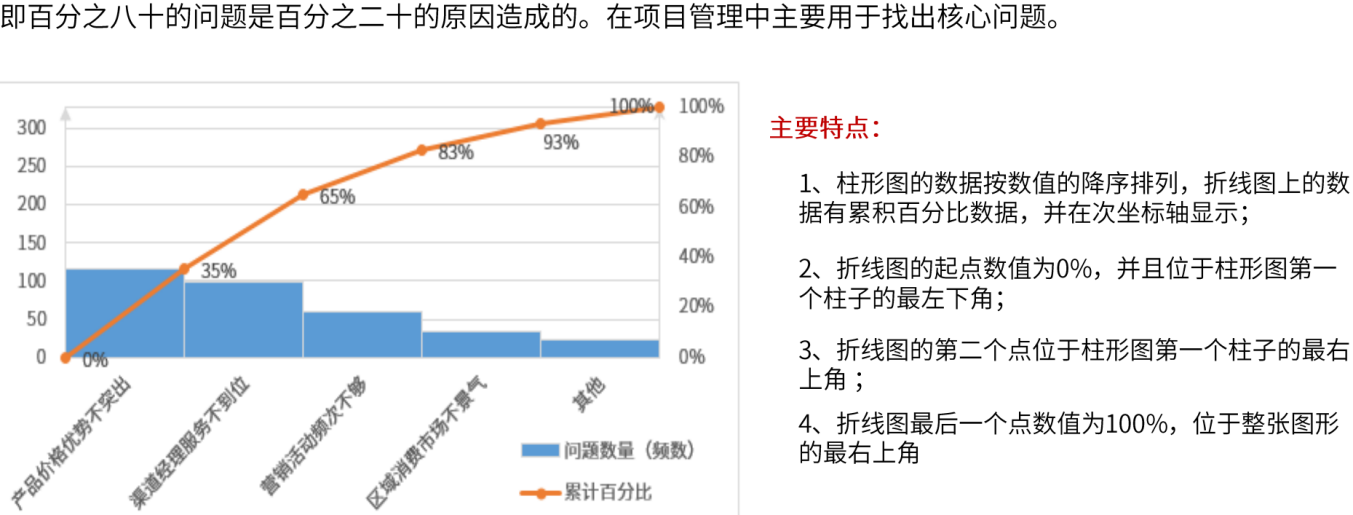 即百分之八十的问题是百分之二十的原因造成的。在项目管理中主要用于找出核心问题。
300
250
200
150
100
50
0
100%
80%
60%
40%
20%
0%
0%
35%
65%
83%
93%
100%
产品价格优势不突出
渠道经理服务不到位
营销活动频次不够
区域消费市场不景气
其他
问题数量（频数）
累计百分比
主要特点：
1、柱形图的数据按数值的降序排列，折线图上的数
据有累积百分比数据，并在次坐标轴显示；
2、折线图的起点数值为0%，并且位于柱形图第一
个柱子的最左下角；
3、折线图的第二个点位于柱形图第一个柱子的最右
上角；
4、折线图最后一个点数值为100%，位于整张图形
的最右上角